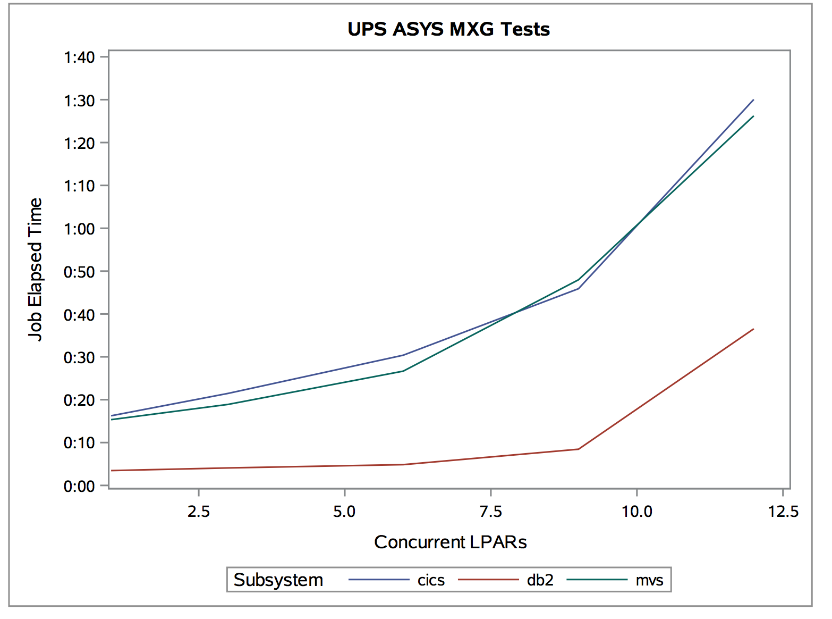 UPS ASYS MXG Tests
1:40
1:30
1:20
1:10
1:00
0:50
0:40
0:30
0:20
0:10
0:00
Job Elapsed Time
2.5 5.0 7.5 10.0 12.5
Concurrent LPARs
Subsystem cics db2 mvs